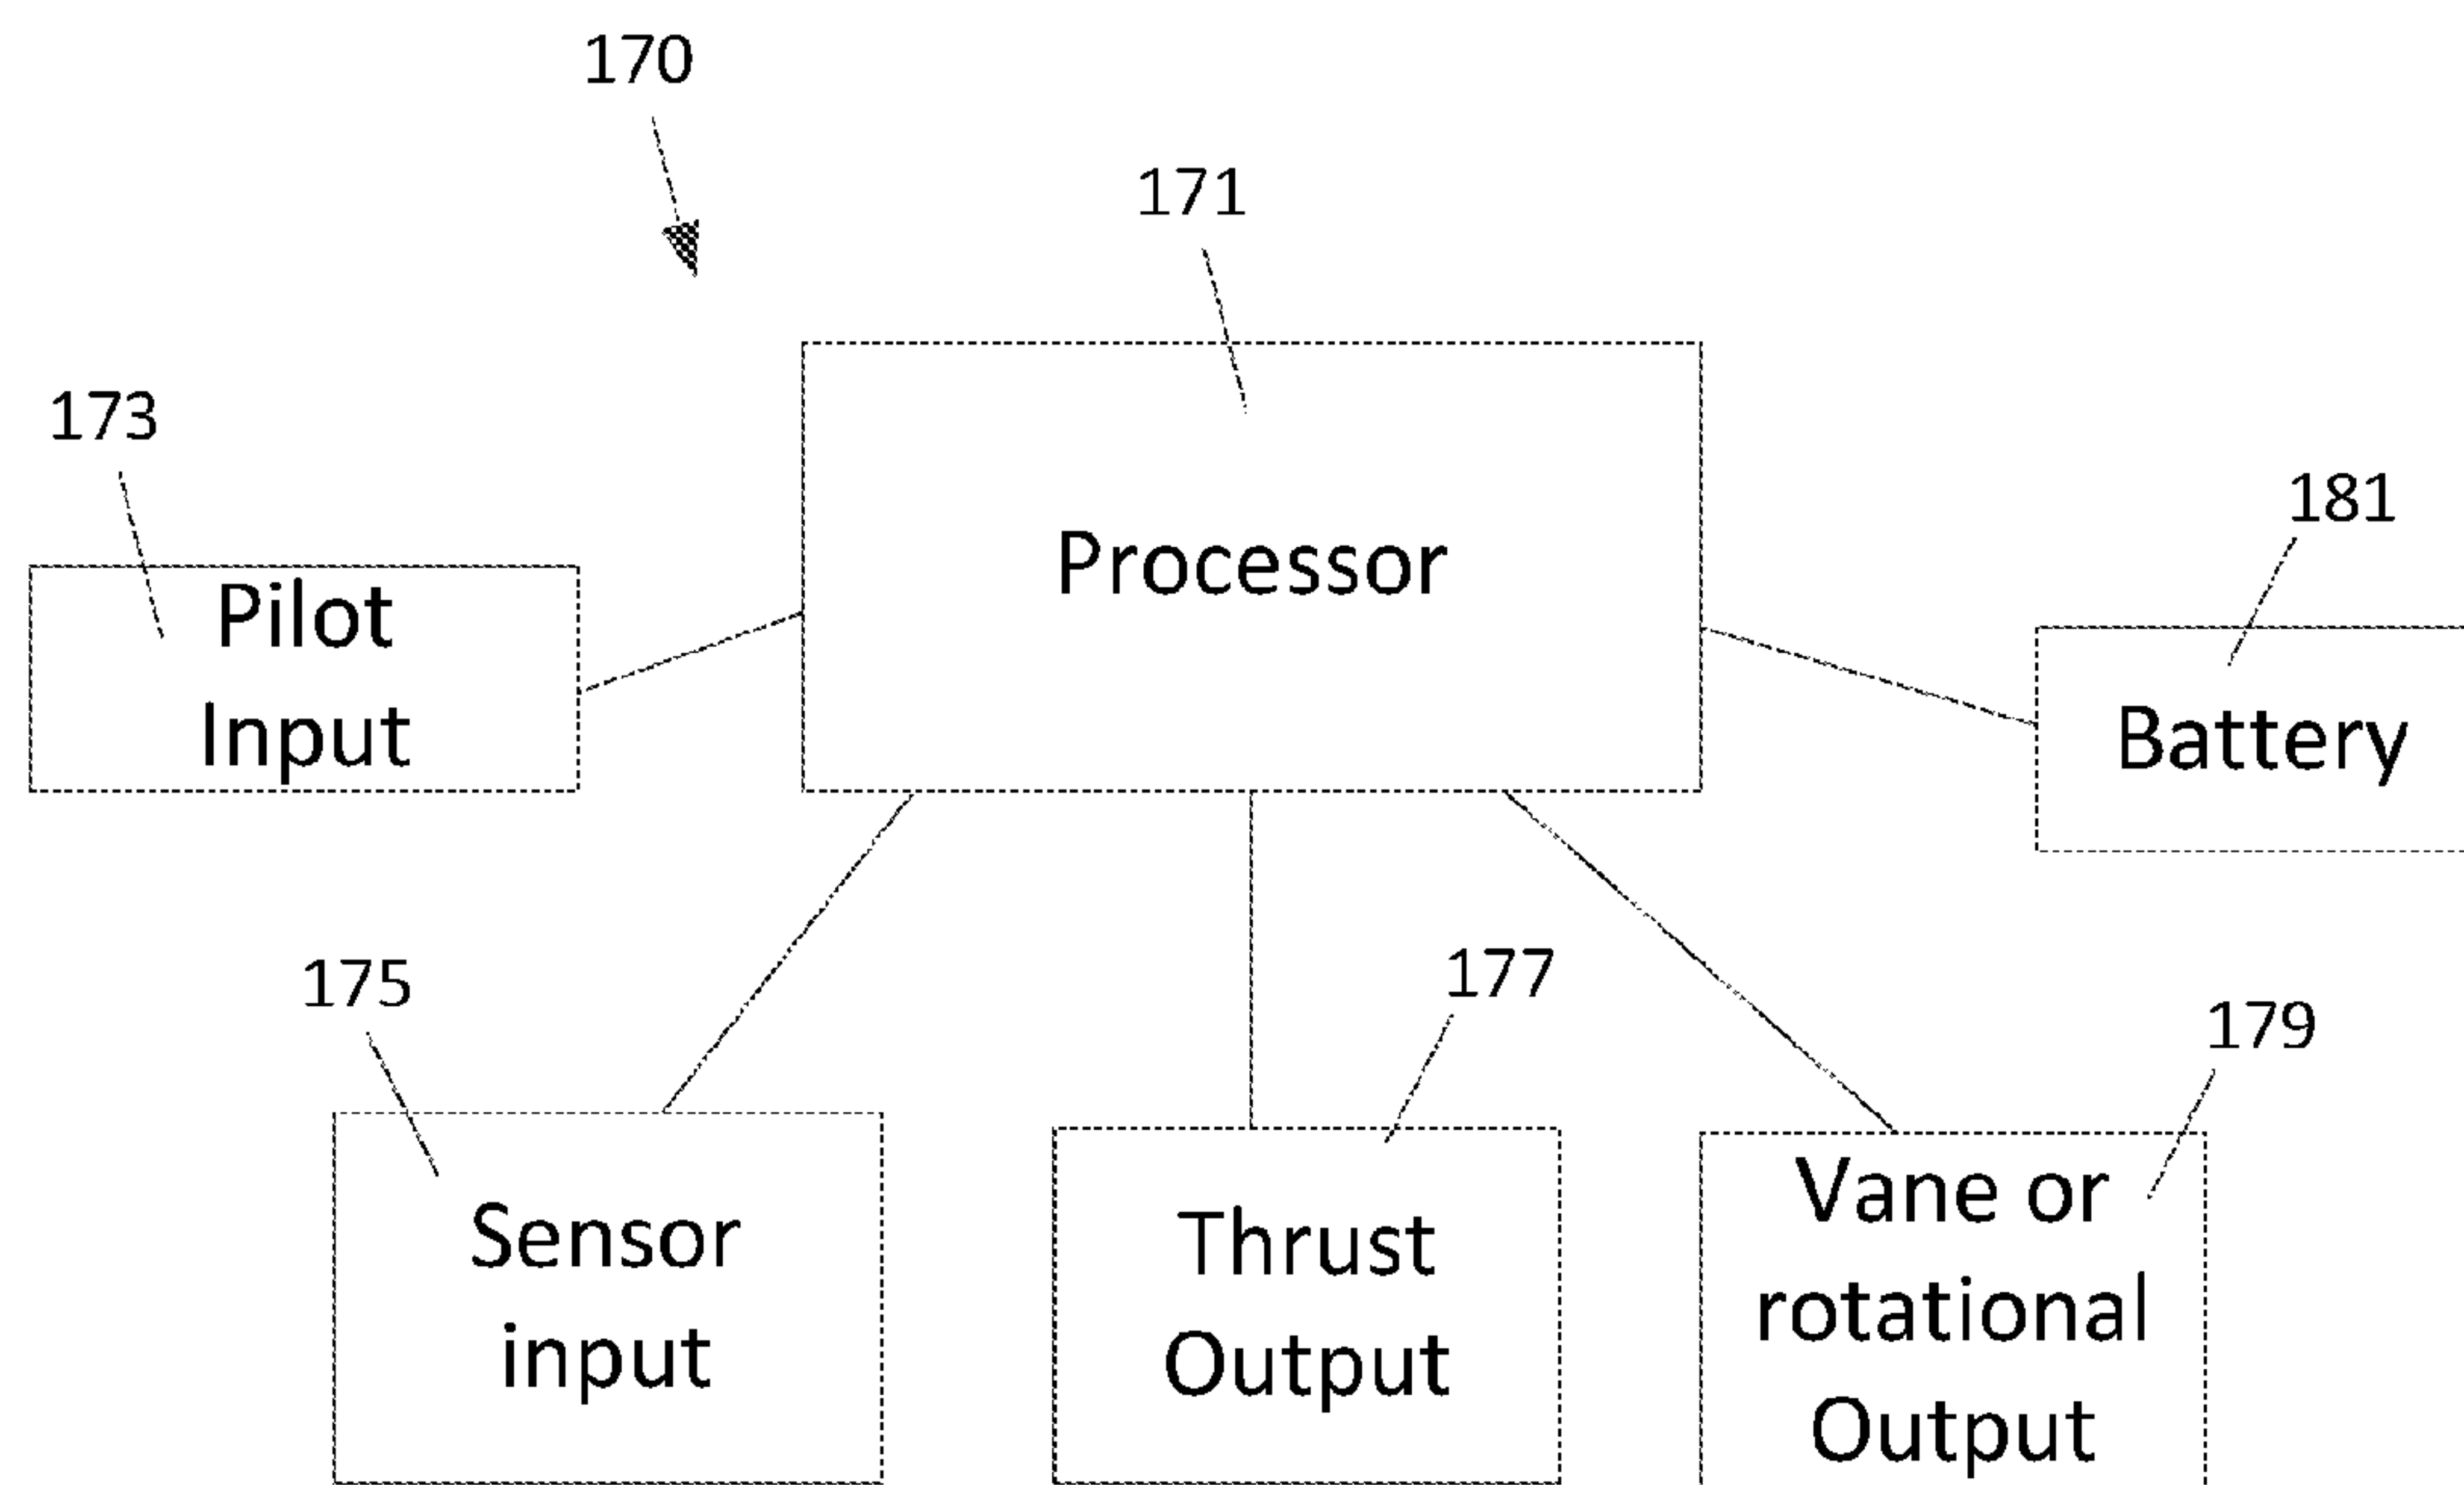 170
171
173
Processor
181
Pilot
Input
Battery
175
177
179
Sensor
input
Thrust
Output
Vane or
rotational
Output